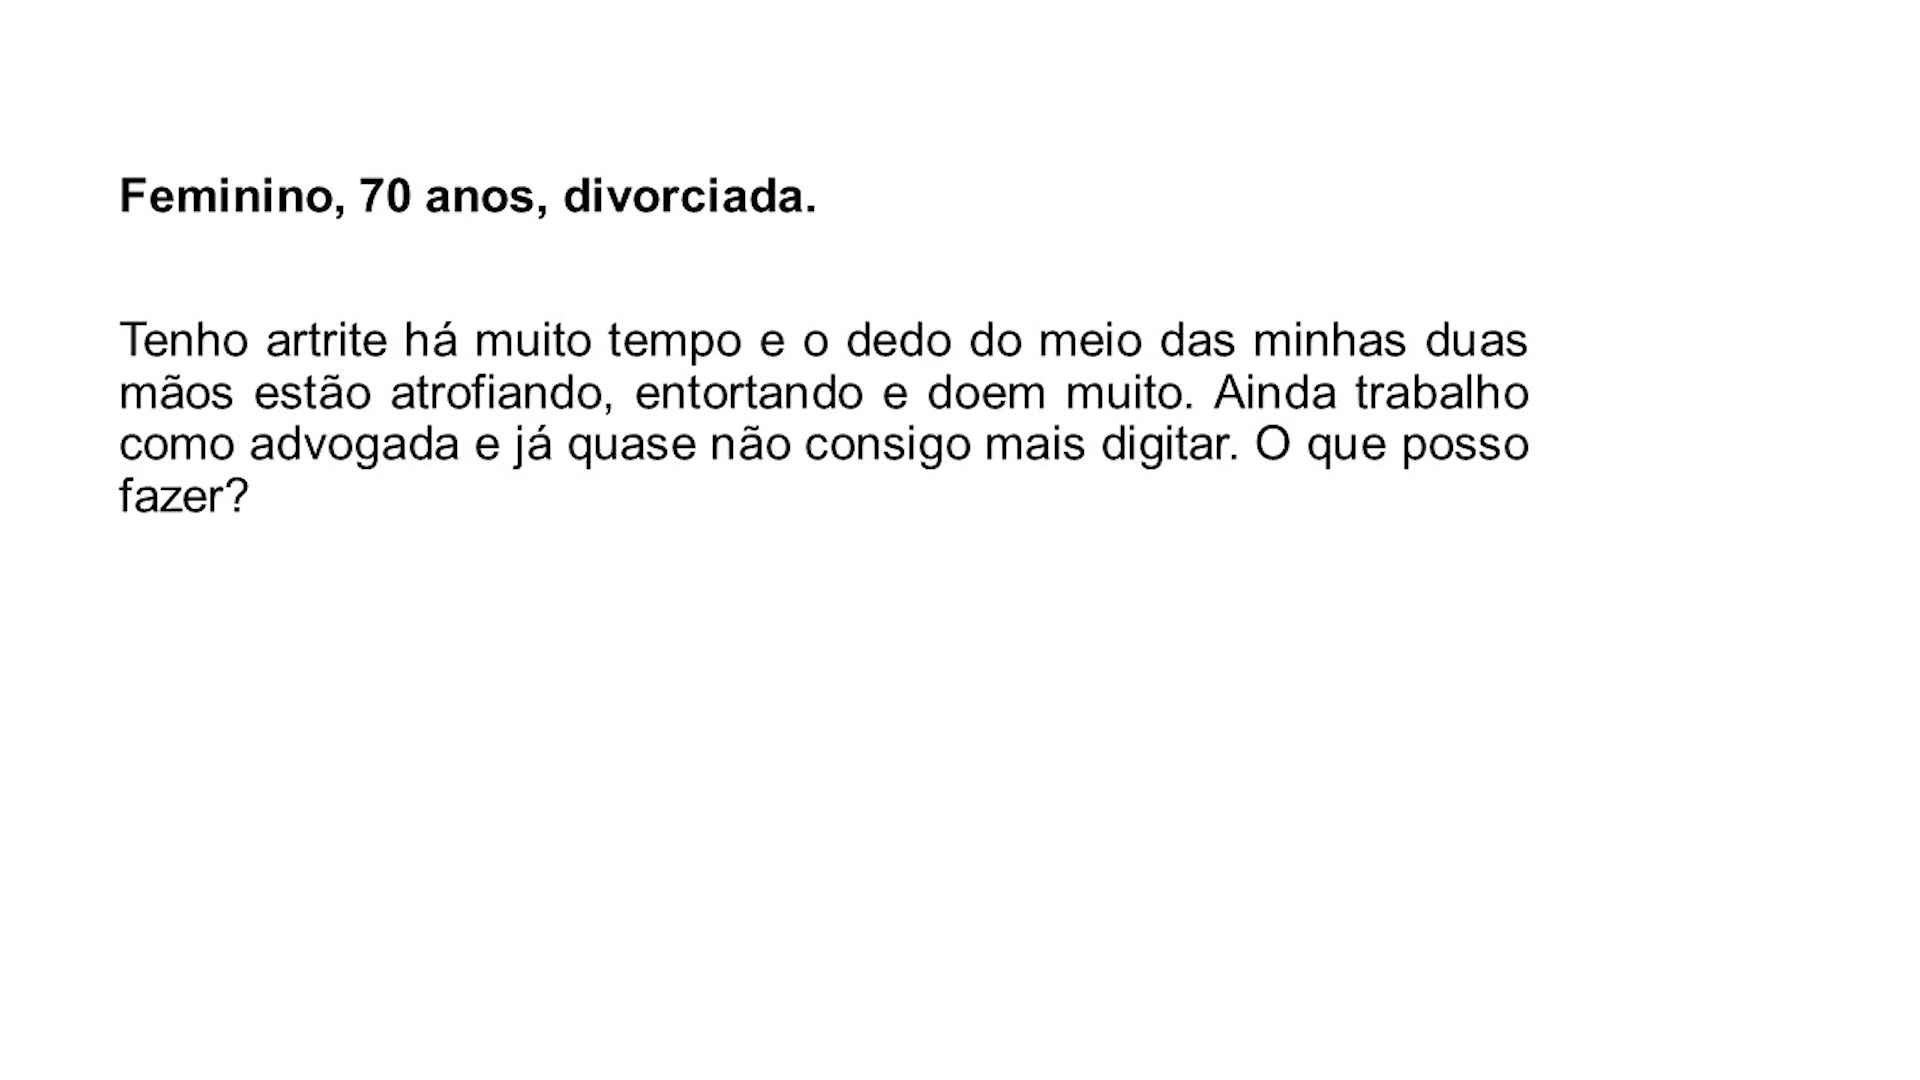 Feminino, 70 anos, divorciada.
Tenho artrite há muito tempo e o dedo do meio das minhas duas
mãos estão atrofiando, entortando e doem muito. Ainda trabalho
como advogada e já quase não consigo mais digitar. O que posso
fazer?